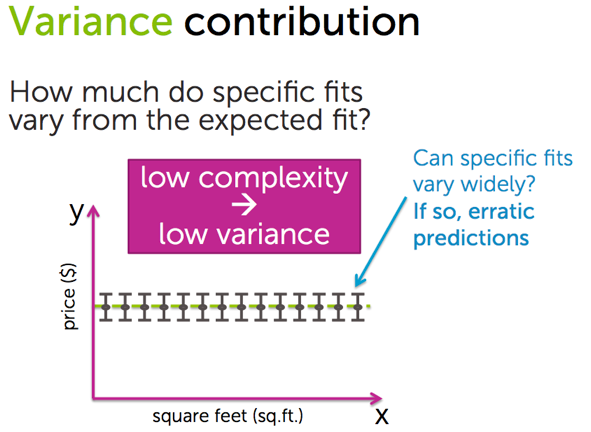 Variance contribution
How much do specific fits
vary from the expected fit?
low complexity
→
low variance
Can specific fits
vary widely?
If so, erratic
predictions
y
price ($)
square feet (sq.ft.)
x